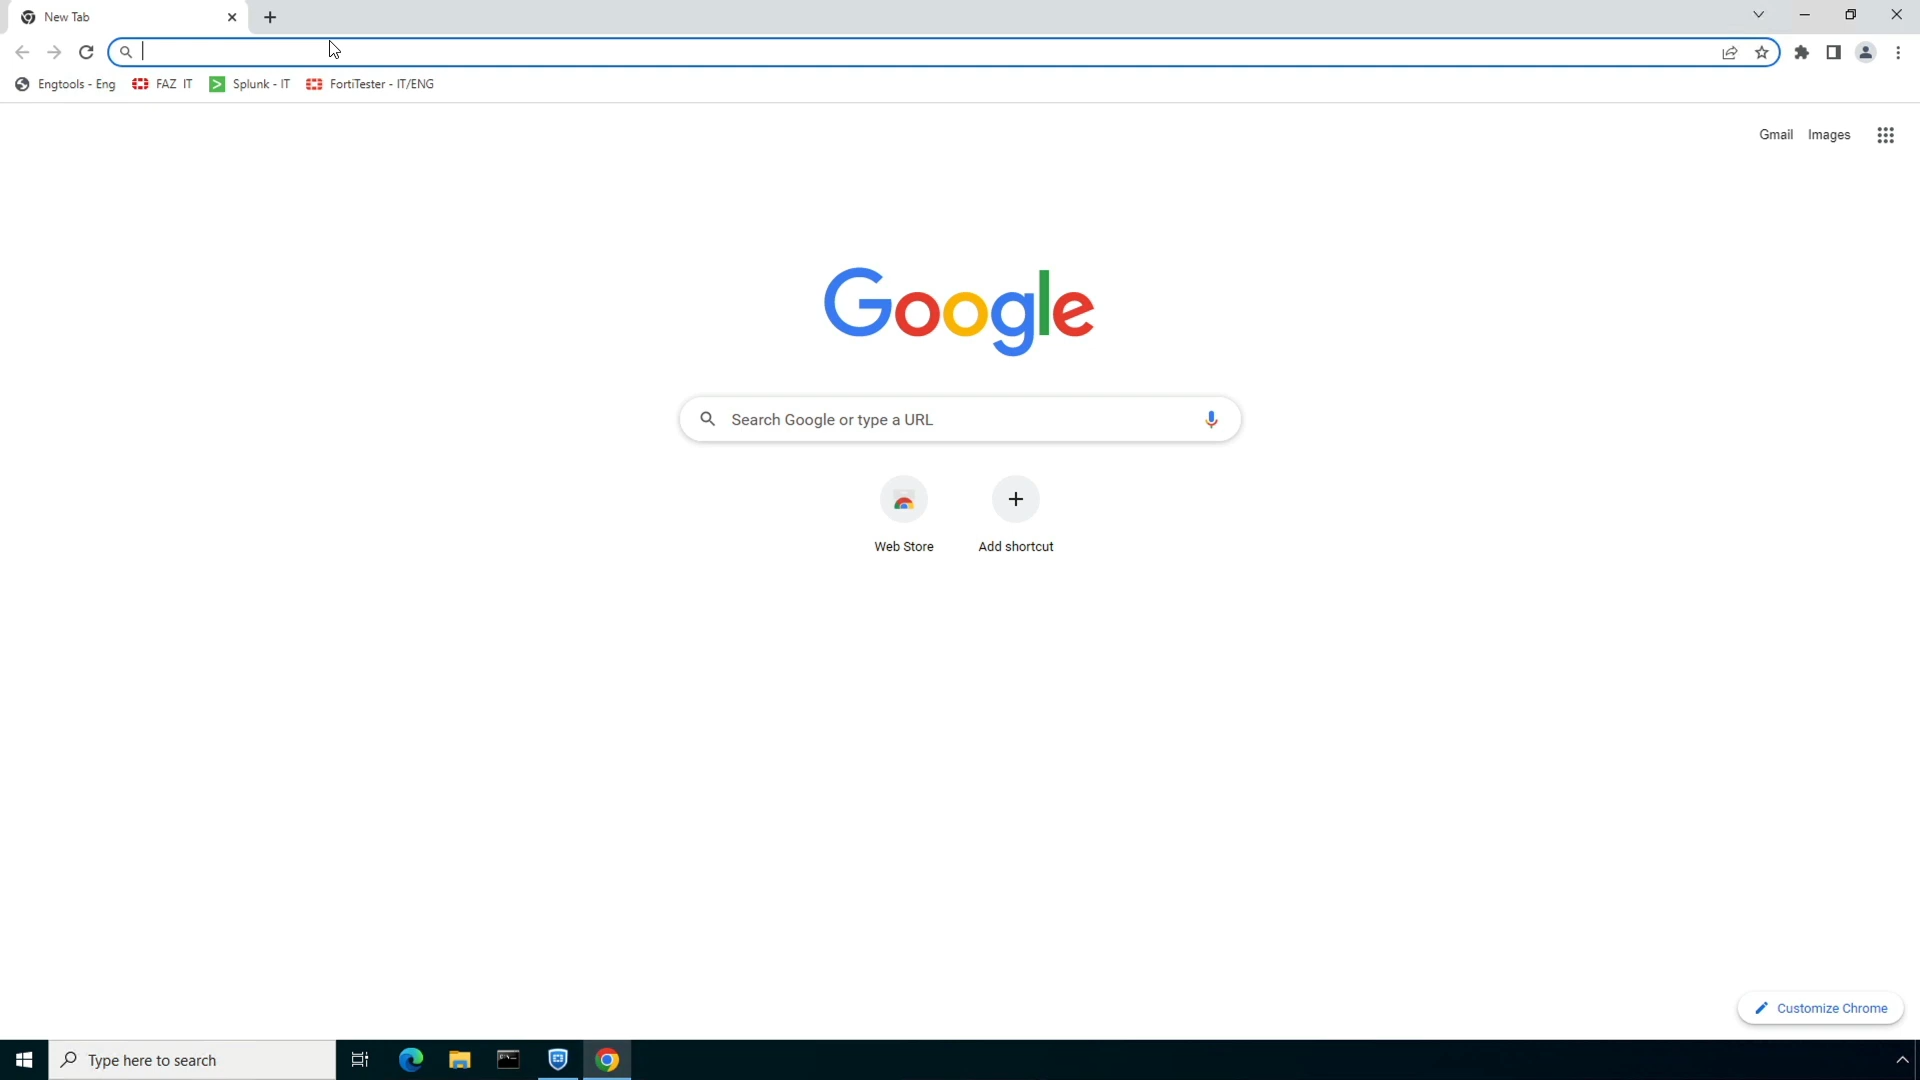 New Tab
Engtools - Eng
FAZ IT
Splunk - IT
FortiTester - IT/ENG
Gmail
Images
Google
Search Google or type a URL
Web Store
Add shortcut
Customize Chrome
Type here to search